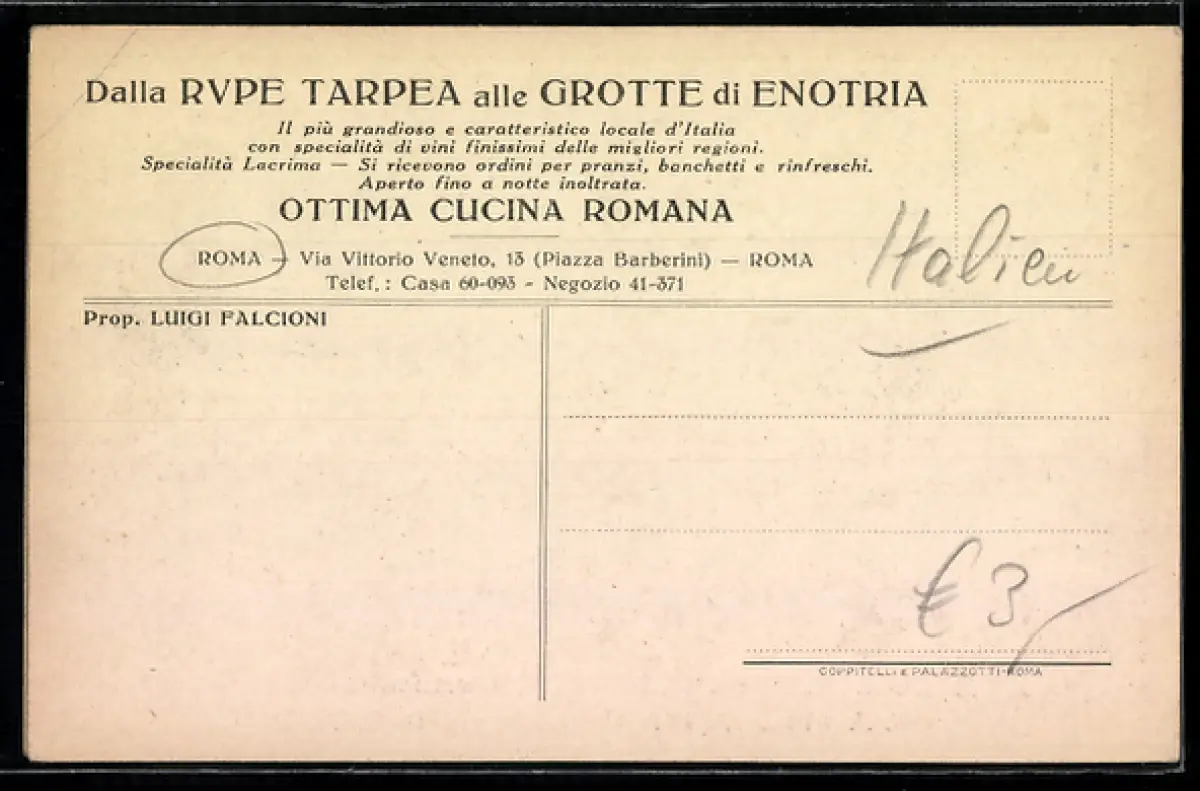 Dalla RVPE TARPEA alle GROTTE di ENOTRIA
Il più grandioso e caratteristico locale d'Italia
con specialità di vini finissimi delle migliori regioni.
Specialità Lacrima — Si ricevono ordini per pranzi, banchetti e rinfreschi.
Aperto fino a notte inoltrata.
OTTIMA CUCINA ROMANA
ROMA — Via Vittorio Veneto, 13 (Piazza Barberini) — ROMA
Telef. : Casa 60-093 - Negozio 41-371
Italien
Prop. LUIGI FALCIONI
€ 3,-
COPPITELLI E PALAZZOTTI-ROMA